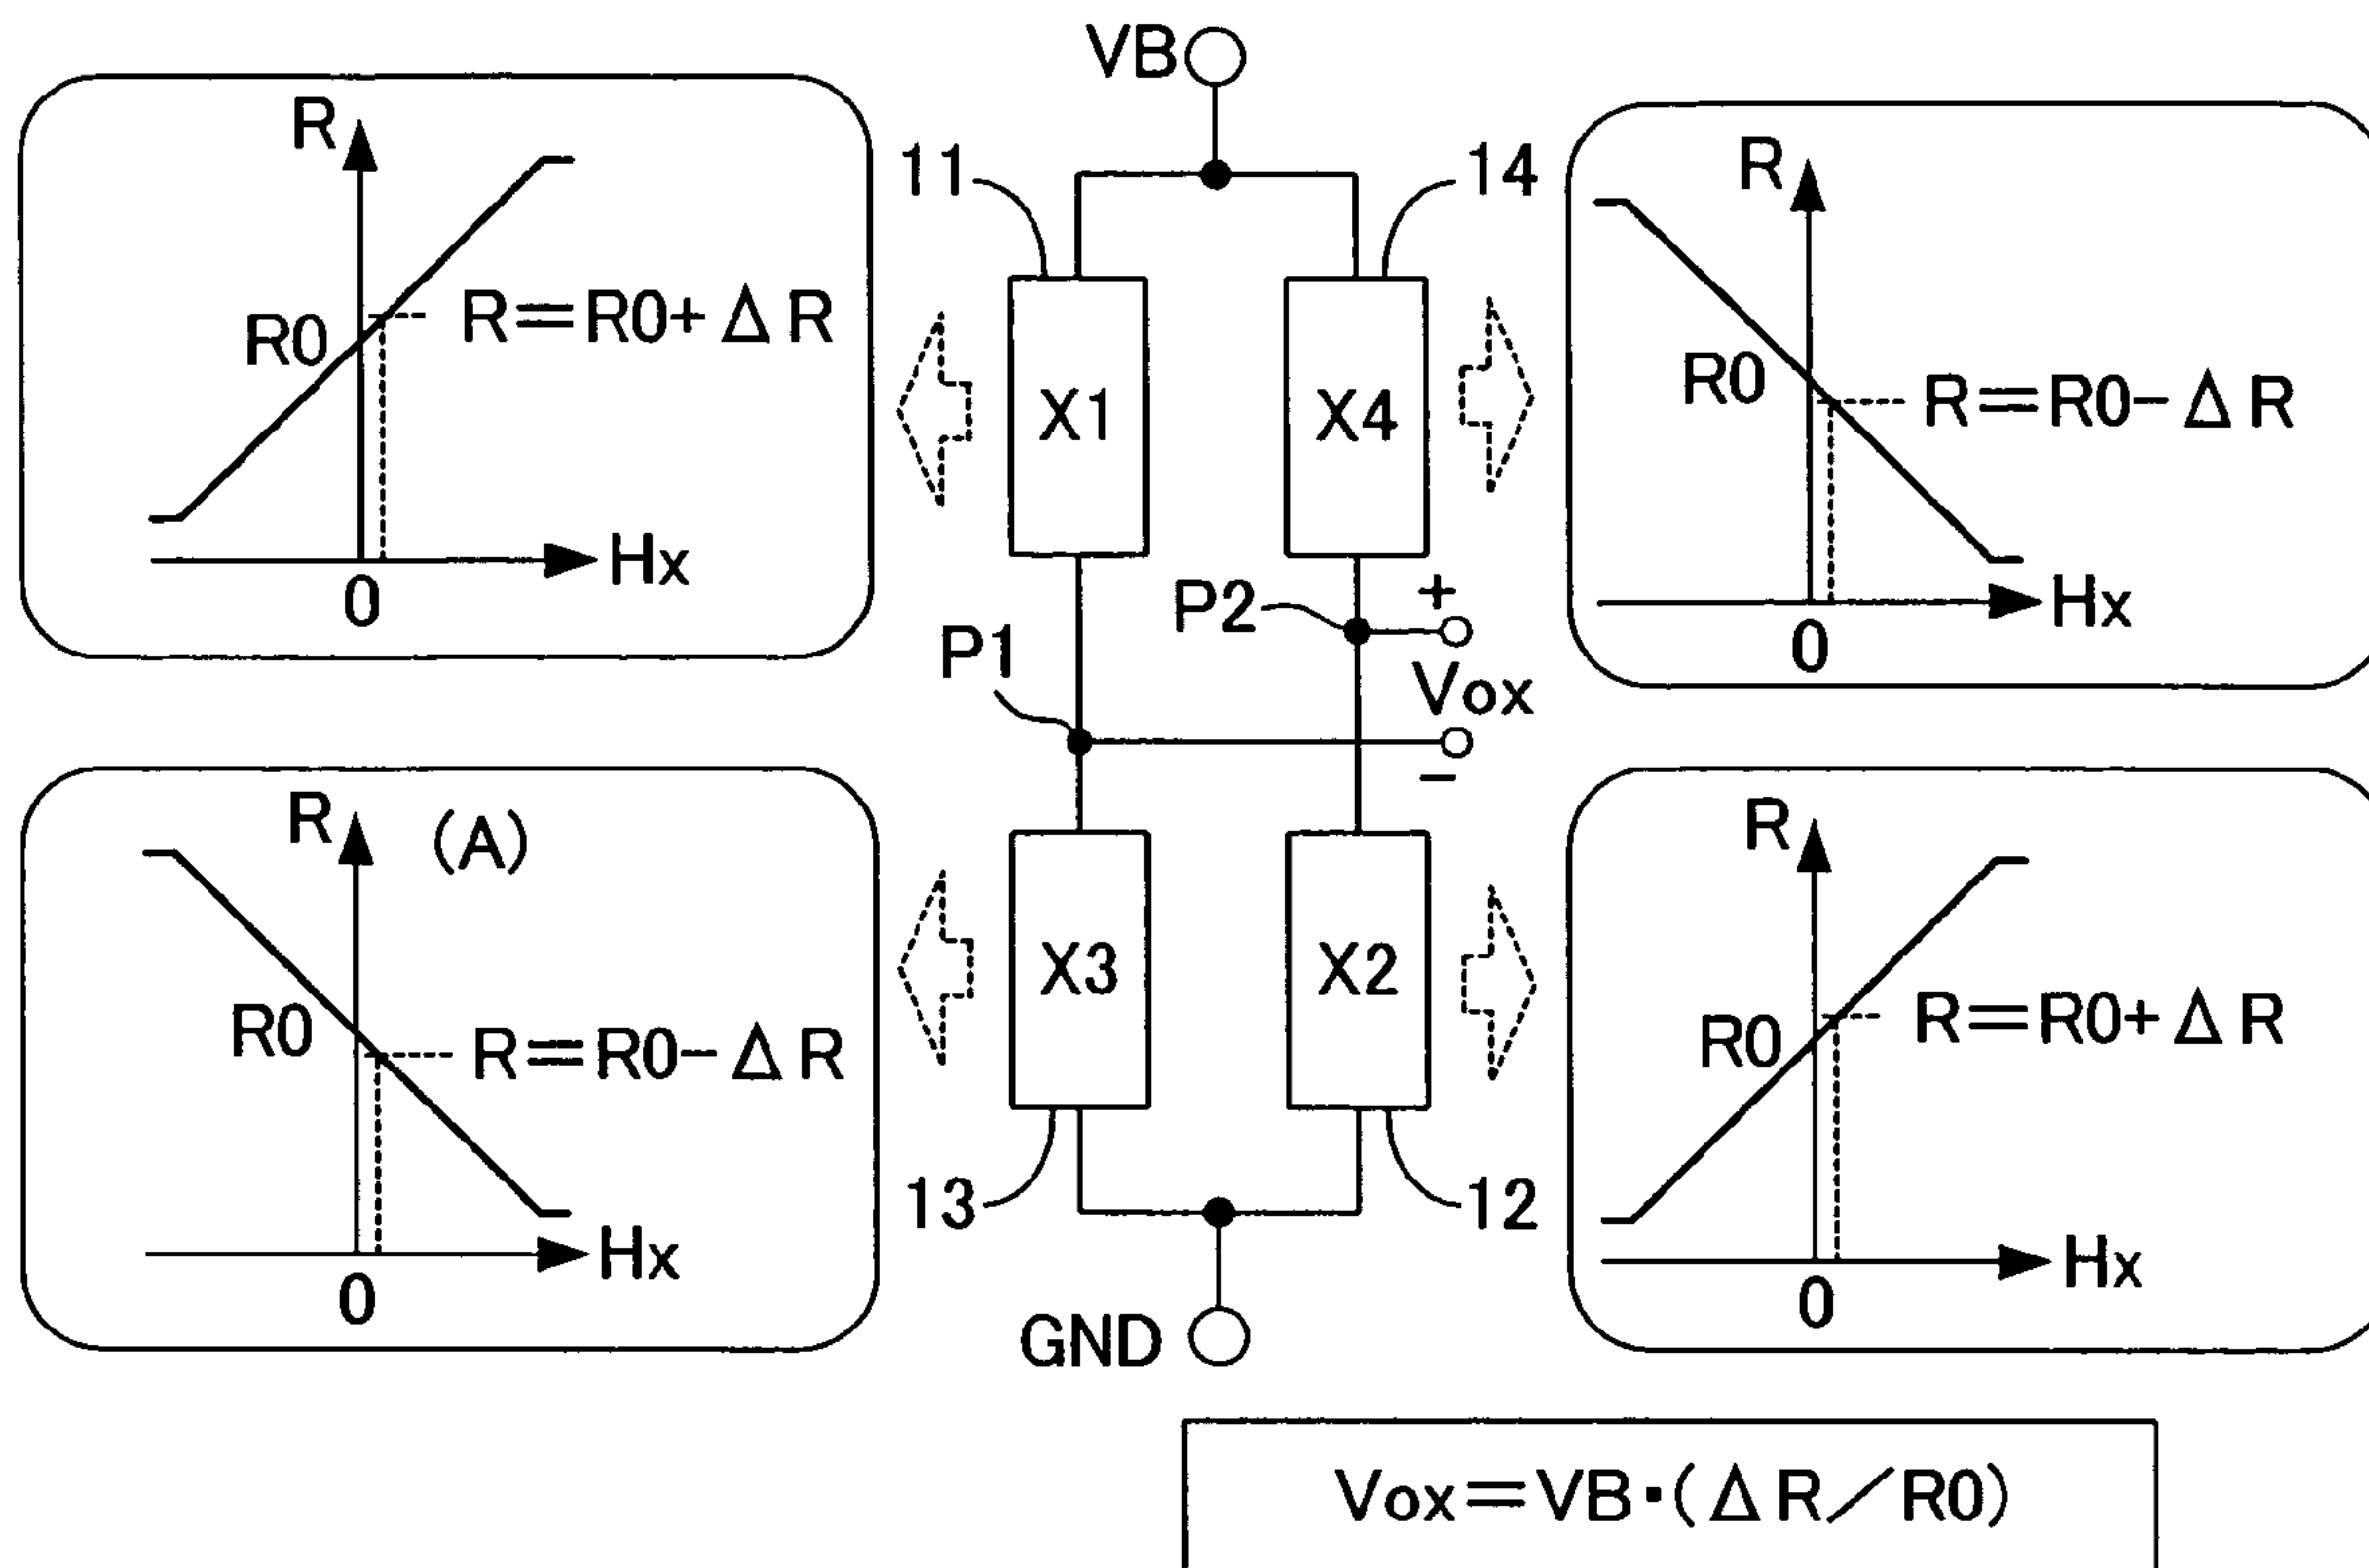 VB
R
11
14
R
R0
R=R0+ΔR
X1
X4
R0
R=R0-ΔR
Hx
0
P2
+
Hx
0
P1
Vox
−
R
(A)
R
X3
X2
R0
R=R0-ΔR
R0
R=R0+ΔR
13
12
Hx
0
Hx
0
GND
Vox=VB・(ΔR/R0)